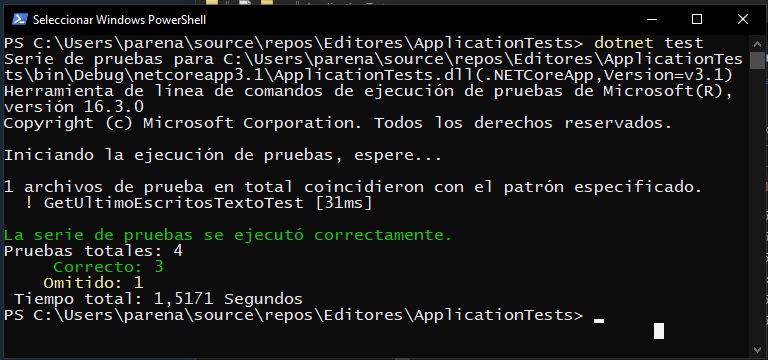 Seleccionar Windows PowerShell
PS C:\Users\parena\source\repos\Editores\ApplicationTests> dotnet test
Serie de pruebas para C:\Users\parena\source\repos\Editores\ApplicationTes
ts\bin\Debug\netcoreapp3.1\ApplicationTests.dll(.NETCoreApp,Version=v3.1)
Herramienta de línea de comandos de ejecución de pruebas de Microsoft(R),
versión 16.3.0
Copyright (c) Microsoft Corporation. Todos los derechos reservados.
Iniciando la ejecución de pruebas, espere...
1 archivos de prueba en total coincidieron con el patrón especificado.
! GetUltimoEscritosTextoTest [31ms]
La serie de pruebas se ejecutó correctamente.
Pruebas totales: 4
Correcto: 3
Omitido: 1
Tiempo total: 1,5171 Segundos
PS C:\Users\parena\source\repos\Editores\ApplicationTests>